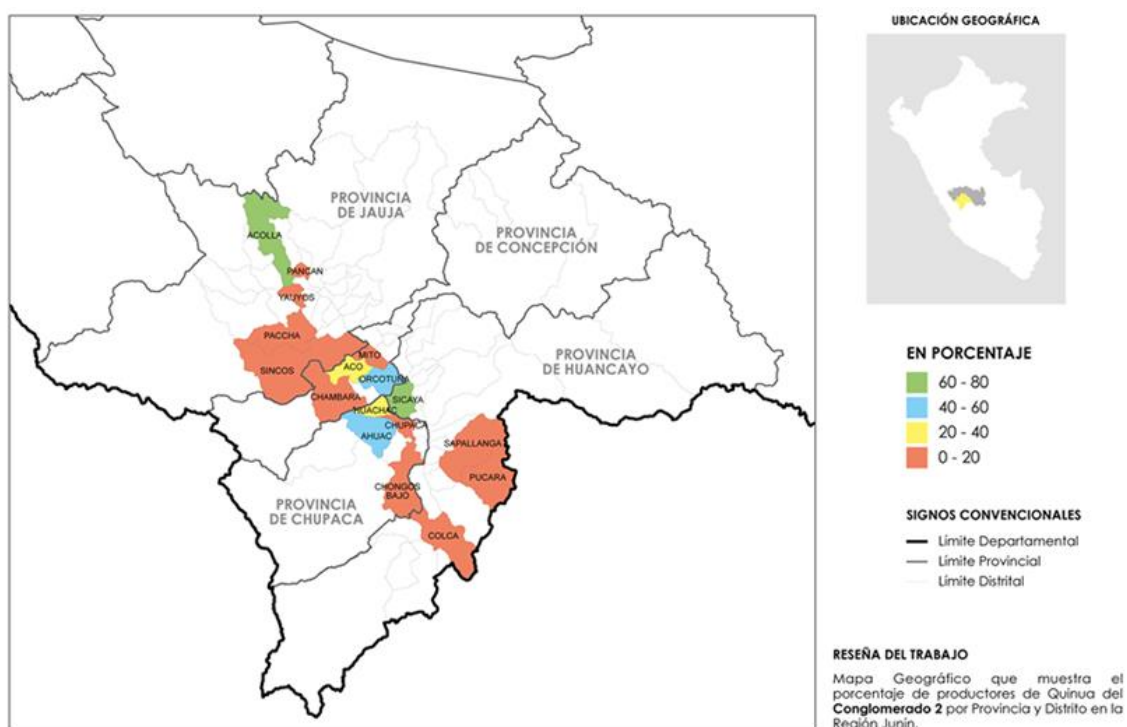 PROVINCIA
DE JAUJA
PROVINCIA
DE CONCEPCIÓN
ACOLLA
PANCAN
YAUYOS
PACCHA
MITO
PROVINCIA
DE HUANCAYO
ACO
SINCOS
ORCOTUNA
CHAMBARA
SICAYA
HUACHAC
CHUPACA
AHUAC
SAPALLANGA
PUCARA
CHONGOS
BAJO
PROVINCIA
DE CHUPACA
COLCA
UBICACIÓN GEOGRÁFICA
EN PORCENTAJE
60 - 80
40 - 60
20 - 40
0 - 20
SIGNOS CONVENCIONALES
Límite Departamental
Límite Provincial
Límite Distrital
RESEÑA DEL TRABAJO
Mapa Geográfico que muestra el
porcentaje de productores de Quinua del
Conglomerado 2 por Provincia y Distrito en la
Región Junín.